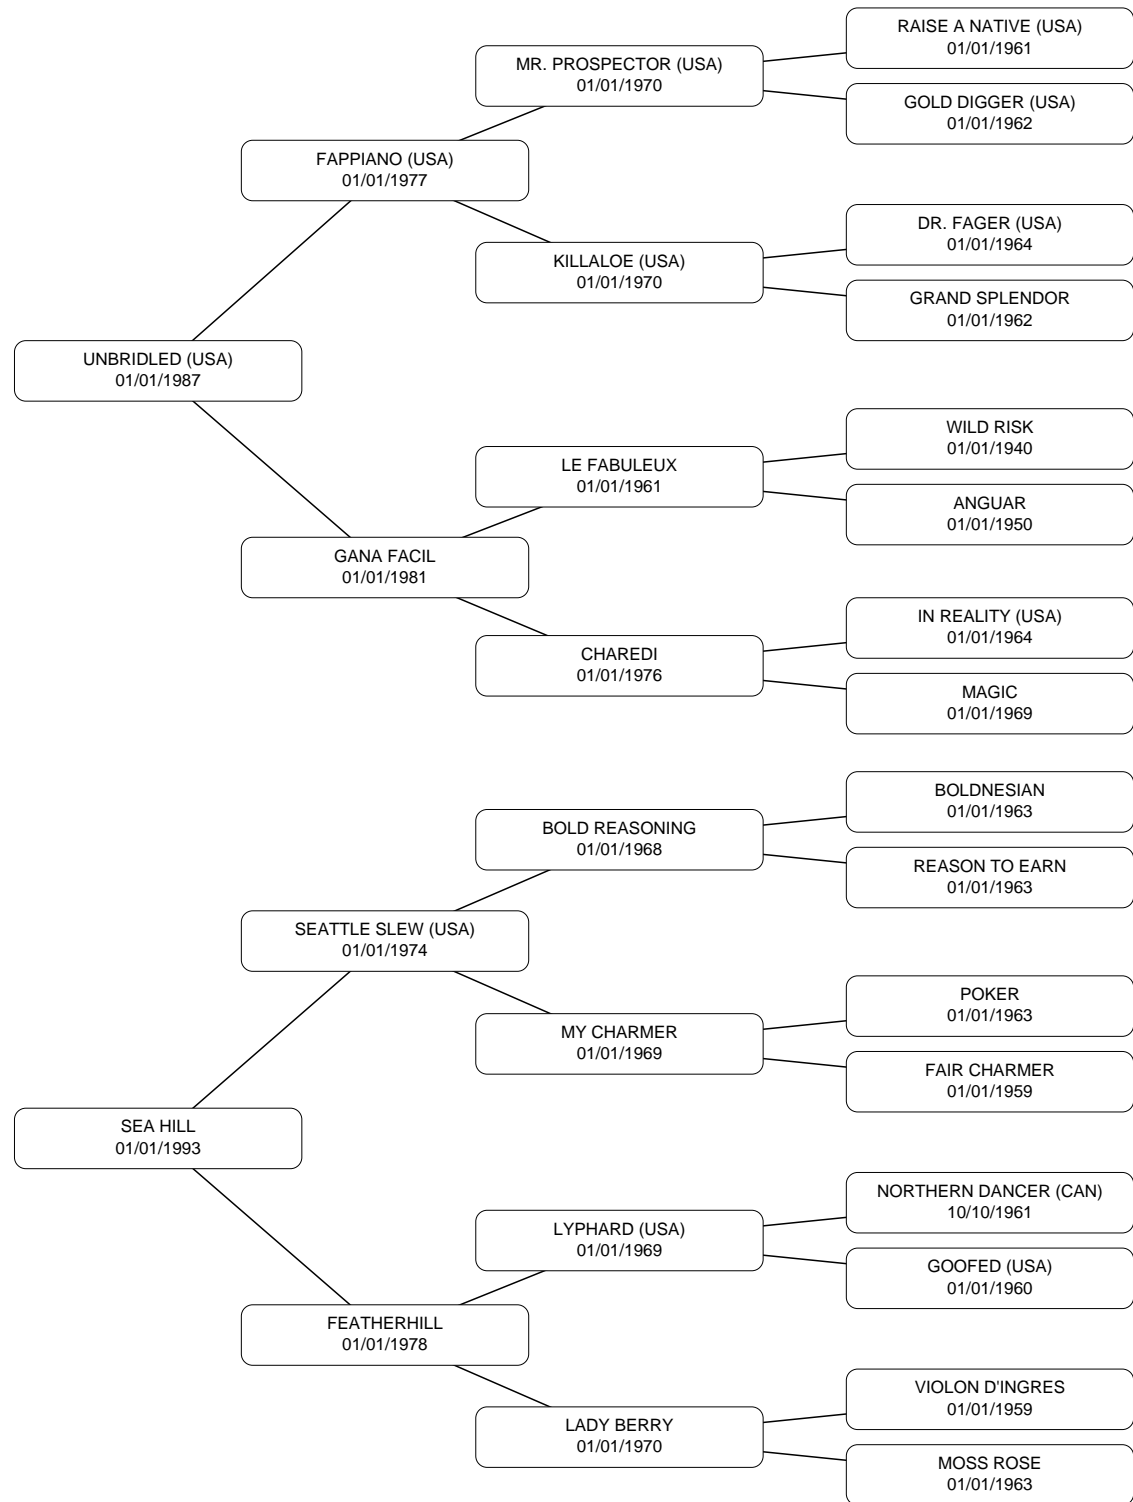 RAISE A NATIVE (USA)
01/01/1961
MR. PROSPECTOR (USA)
01/01/1970
GOLD DIGGER (USA)
01/01/1962
FAPPIANO (USA)
01/01/1977
DR. FAGER (USA)
01/01/1964
KILLALOE (USA)
01/01/1970
GRAND SPLENDOR
01/01/1962
UNBRIDLED (USA)
01/01/1987
WILD RISK
01/01/1940
LE FABULEUX
01/01/1961
ANGUAR
01/01/1950
GANA FACIL
01/01/1981
IN REALITY (USA)
01/01/1964
CHAREDI
01/01/1976
MAGIC
01/01/1969
BOLDNESIAN
01/01/1963
BOLD REASONING
01/01/1968
REASON TO EARN
01/01/1963
SEATTLE SLEW (USA)
01/01/1974
POKER
01/01/1963
MY CHARMER
01/01/1969
FAIR CHARMER
01/01/1959
SEA HILL
01/01/1993
NORTHERN DANCER (CAN)
10/10/1961
LYPHARD (USA)
01/01/1969
GOOFED (USA)
01/01/1960
FEATHERHILL
01/01/1978
VIOLON D'INGRES
01/01/1959
LADY BERRY
01/01/1970
MOSS ROSE
01/01/1963